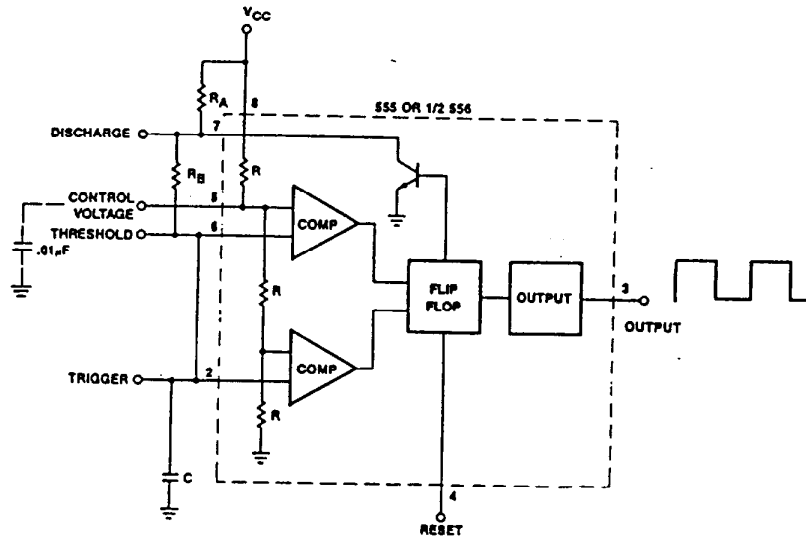 VCC
RA
8
555 OR 1/2 556
DISCHARGE
7
RB
R
CONTROL
VOLTAGE
5
COMP
THRESHOLD
6
.01µF
R
FLIP
FLOP
OUTPUT
3
OUTPUT
COMP
TRIGGER
2
R
C
4
RESET